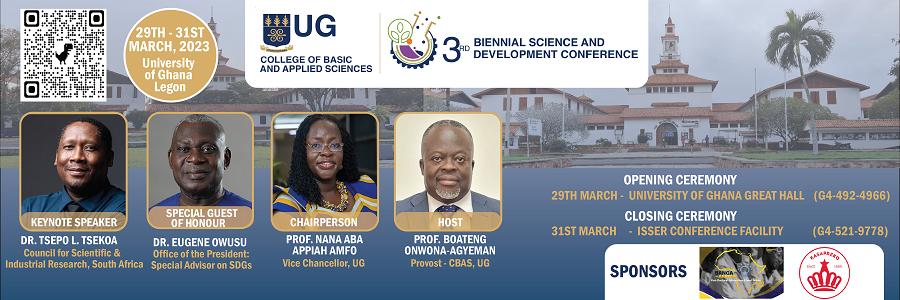 29TH - 31ST
MARCH, 2023
University
of Ghana
Legon
UG
COLLEGE OF BASIC
AND APPLIED SCIENCES
3RD BIENNIAL SCIENCE AND
DEVELOPMENT CONFERENCE
KEYNOTE SPEAKER
DR. TSEPO L. TSEKOA
Council for Scientific &
Industrial Research, South Africa
SPECIAL GUEST
OF HONOUR
DR. EUGENE OWUSU
Office of the President:
Special Advisor on SDGs
CHAIRPERSON
PROF. NANA ABA
APPIAH AMFO
Vice Chancellor, UG
HOST
PROF. BOATENG
ONWONA-AGYEMAN
Provost - CBAS, UG
OPENING CEREMONY
29TH MARCH - UNIVERSITY OF GHANA GREAT HALL (G4-492-4966)
CLOSING CEREMONY
31ST MARCH - ISSER CONFERENCE FACILITY (G4-521-9778)
SPONSORS
BANGA
KASAPREKO